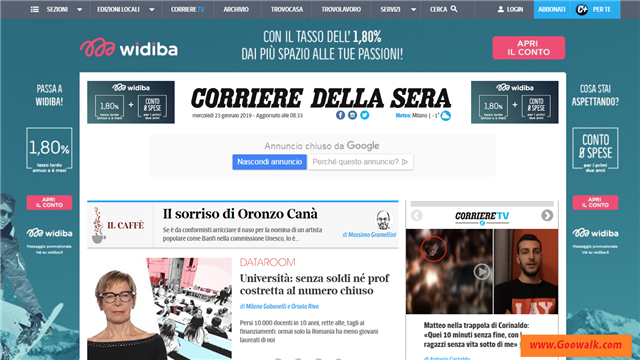 SEZIONI EDIZIONI LOCALI CORRIERE TV ARCHIVIO TROVOCASA TROVOLAVORO SERVIZI LOGIN ABBONATI C+ PER TE
widiba
CON IL TASSO DELL' 1,80%
DAI PIÙ SPAZIO ALLE TUE PASSIONI!
APRI
IL CONTO
PASSA A
WIDIBA!
1,80%
tasso lordo
annuo a 6 mesi
APRI
IL CONTO
Messaggio promozionale.
Vai su widiba.it
widiba
1,80%
CONTO
& SPESE
per i primi
due anni
CORRIERE DELLA SERA
mercoledì 23 gennaio 2019 - Aggiornato alle 08:33
Meteo Milano | -1°
widiba
1,80%
CONTO
& SPESE
per i primi
due anni
COSA STAI
ASPETTANDO?
CONTO
& SPESE
per i primi
due anni
APRI
IL CONTO
Messaggio promozionale.
Vai su widiba.it
Annuncio chiuso da Google
Nascondi annuncio
Perché questo annuncio?
IL CAFFÈ
Il sorriso di Oronzo Canà
Se è da conformisti arricciare il naso per la nomina di un artista
popolare come Banfi nella commissione Unesco, lo è...
di Massimo Gramellini
DATAROOM
Università: senza soldi né prof
costretta al numero chiuso
di Milena Gabanelli e Orsola Riva
Persi 10.000 docenti in 10 anni, rette alte, tagli ai
finanziamenti: ormai solo la Romania ha meno giovani
laureati di noi
CORRIERE TV
Matteo nella trappola di Corinaldo:
«Quei 10 minuti senza fine, con i
ragazzi senza vita sotto di me»
di Antonio Castaldo
www.Goowalk.com